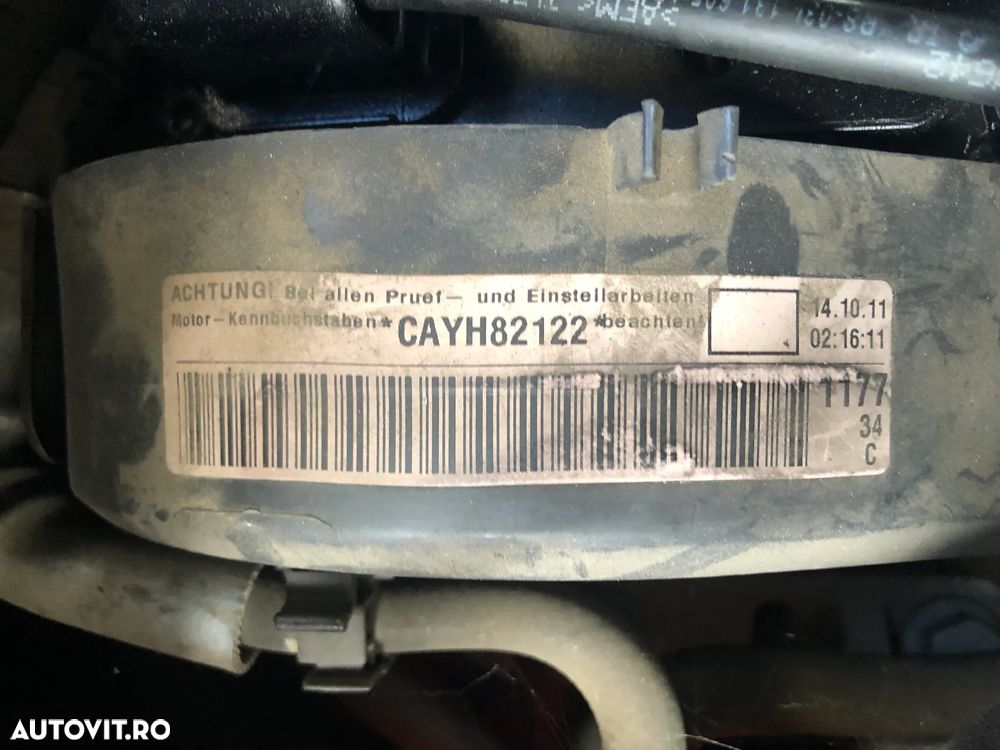 ACHTUNG! Bei allen Pruef- und Einstellarbeiten
Motor-Kennbuchstaben*CAYH82122*beachten!
14.10.11
02:16:11
1177
34
C
AUTOVIT.RO